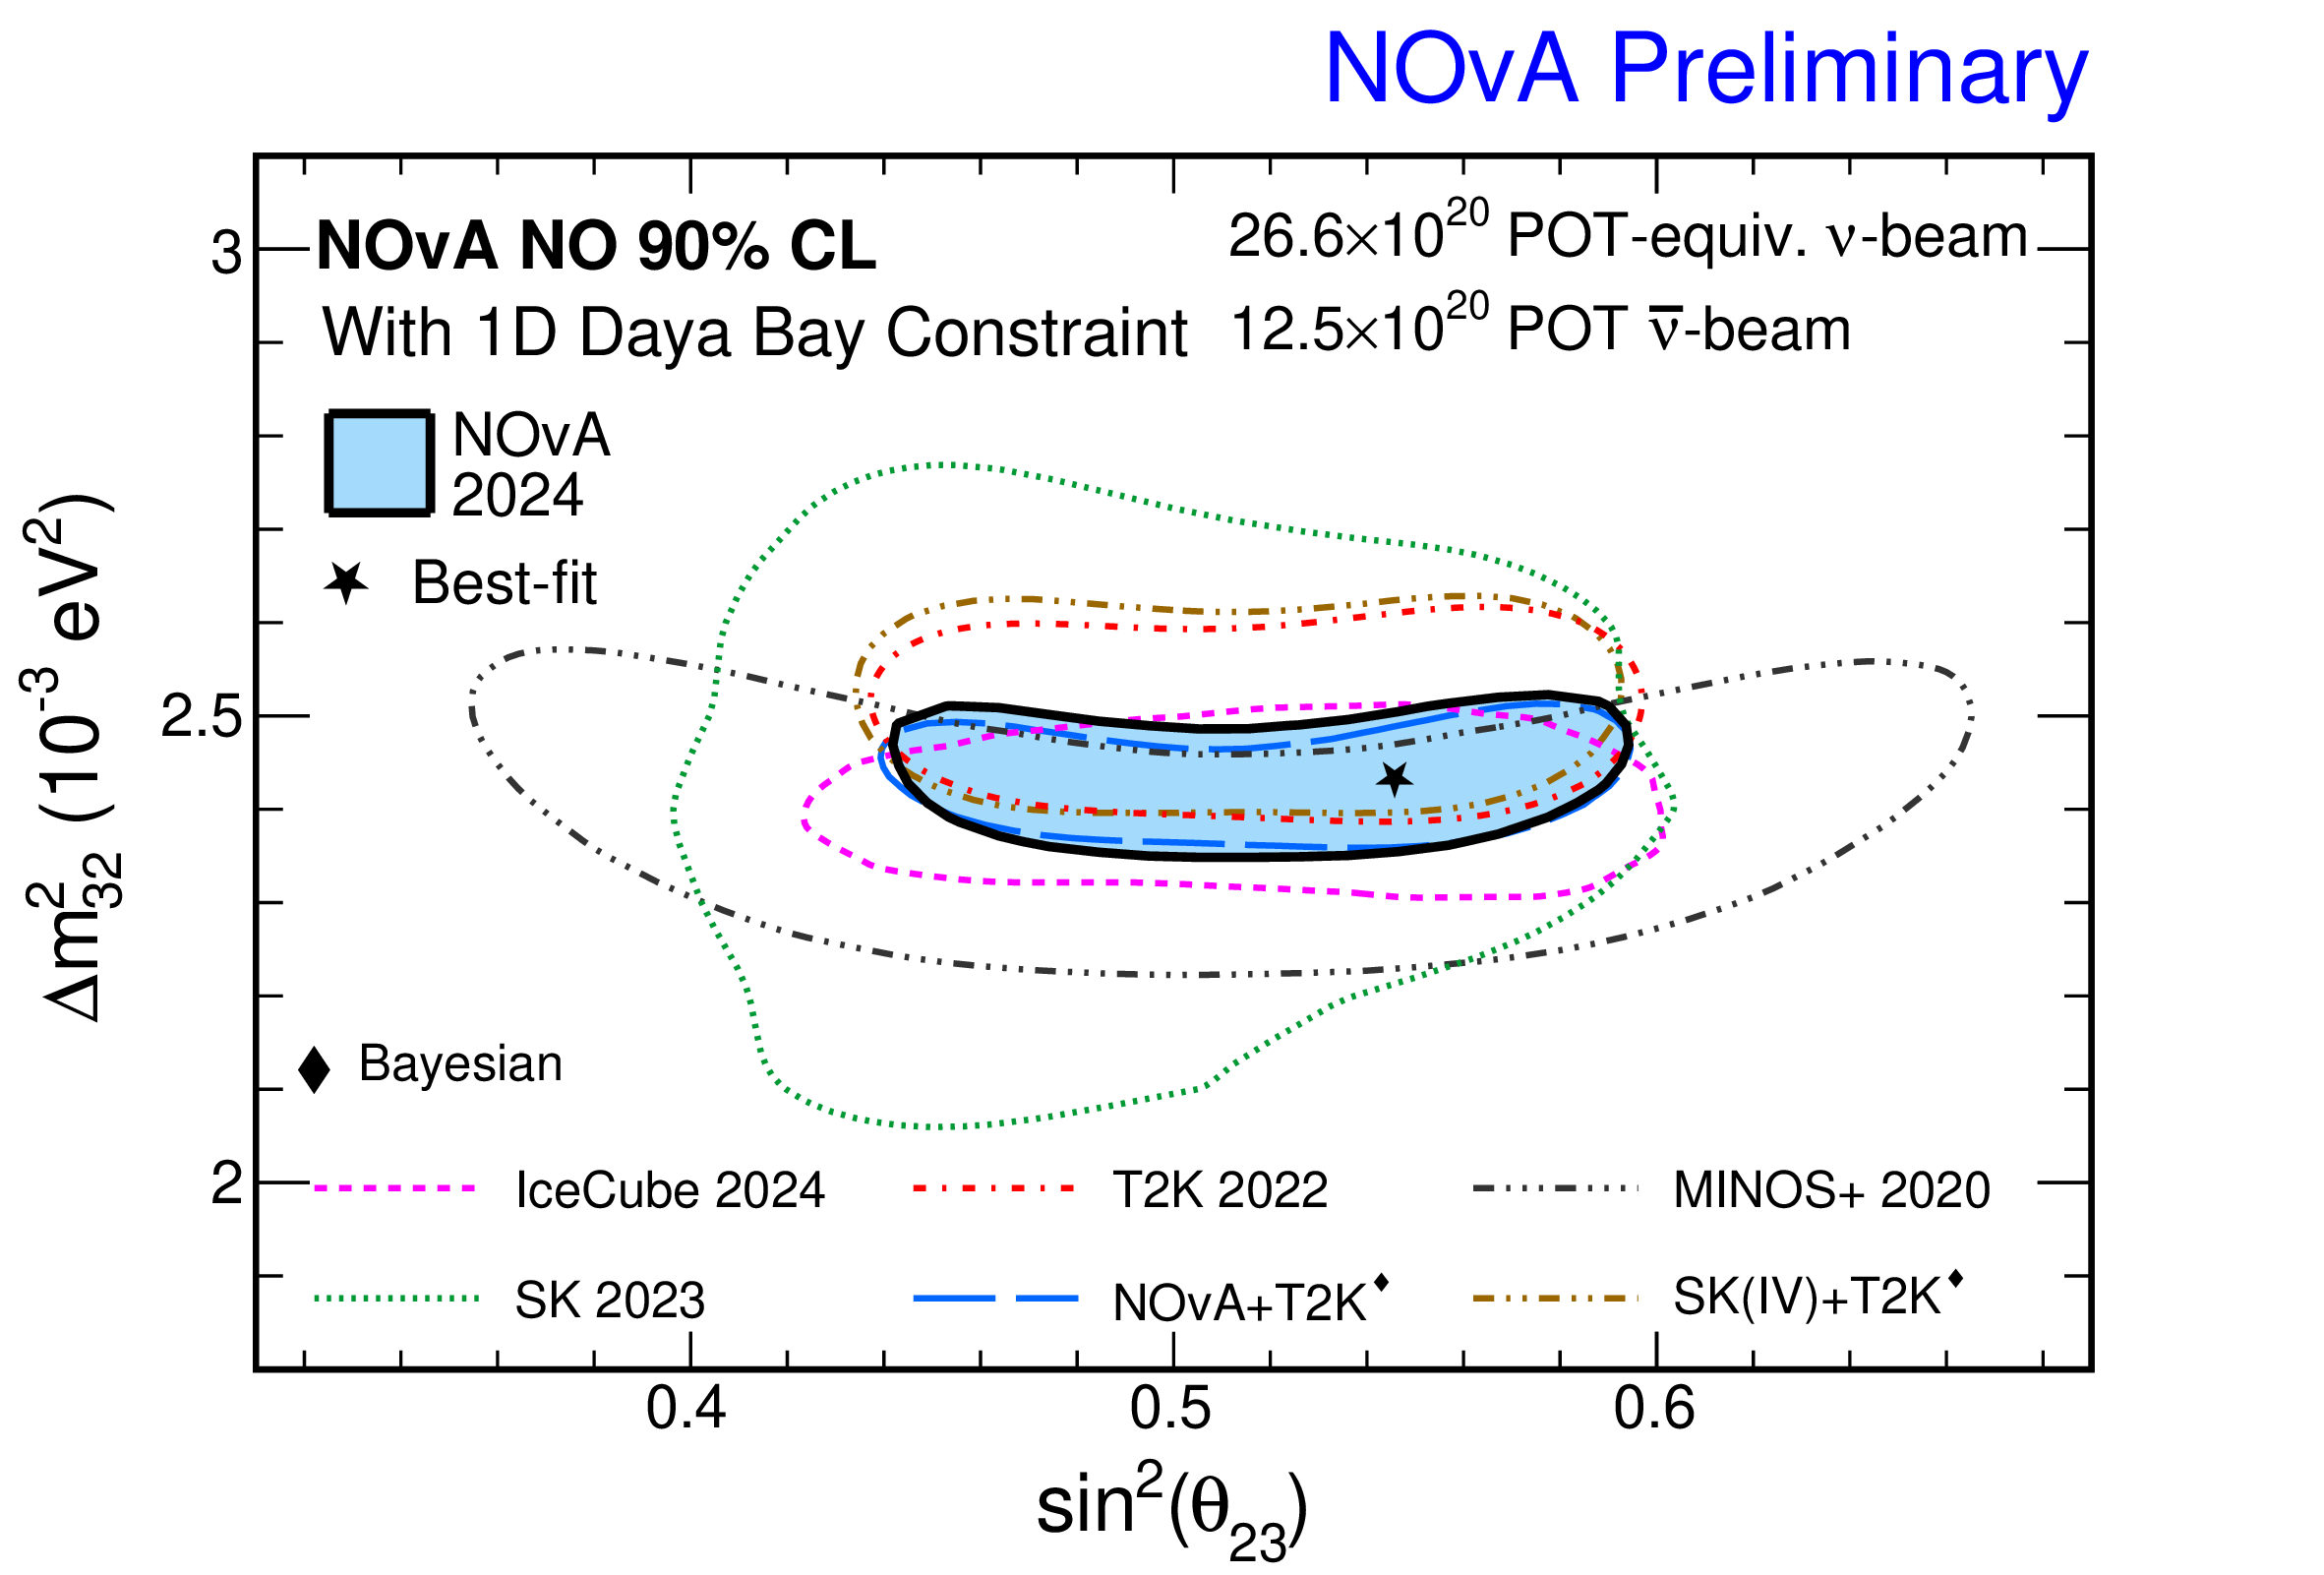 NOvA Preliminary
NOvA NO 90% CL
26.6×10²⁰ POT-equiv. ν-beam
With 1D Daya Bay Constraint
12.5×10²⁰ POT ν̅-beam
NOvA
2024
★ Best-fit
3
2.5
2
Δm²₃₂ (10⁻³ eV²)
♦ Bayesian
IceCube 2024
T2K 2022
MINOS+ 2020
SK 2023
NOvA+T2K♦
SK(IV)+T2K♦
0.4
0.5
0.6
sin²(θ₂₃)